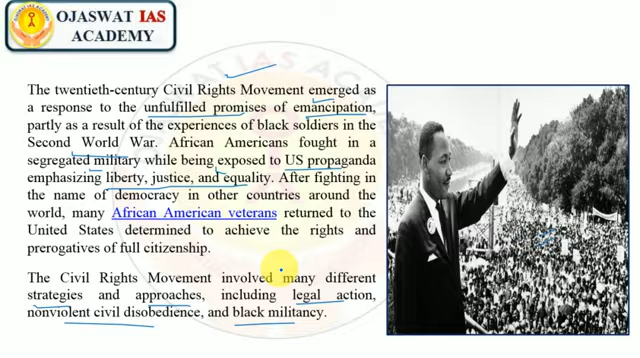 OJASWAT IAS
ACADEMY
The twentieth-century Civil Rights Movement emerged as
a response to the unfulfilled promises of emancipation,
partly as a result of the experiences of black soldiers in the
Second World War. African Americans fought in a
segregated military while being exposed to US propaganda
emphasizing liberty, justice, and equality. After fighting in
the name of democracy in other countries around the
world, many African American veterans returned to the
United States determined to achieve the rights and
prerogatives of full citizenship.
The Civil Rights Movement involved many different
strategies and approaches, including legal action,
nonviolent civil disobedience, and black militancy.